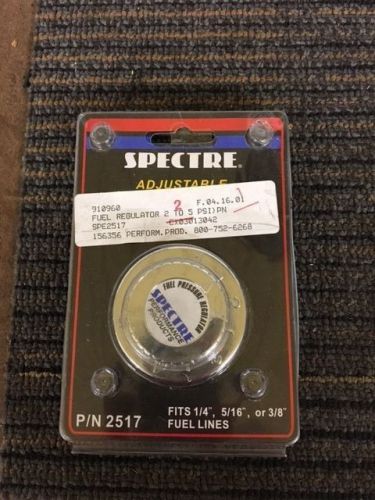 SPECTRE®
ADJUSTABLE
910960 2 F.04.16.01 1
FUEL REGULATOR 2 TO 5 PSI)PN
SPE2517 CX03013042
156356 PERFORM.PROD. 800-752-6268
FUEL PRESSURE REGULATOR
SPECTRE
PERFORMANCE
PRODUCTS
P/N 2517
FITS 1/4", 5/16", or 3/8"
FUEL LINES